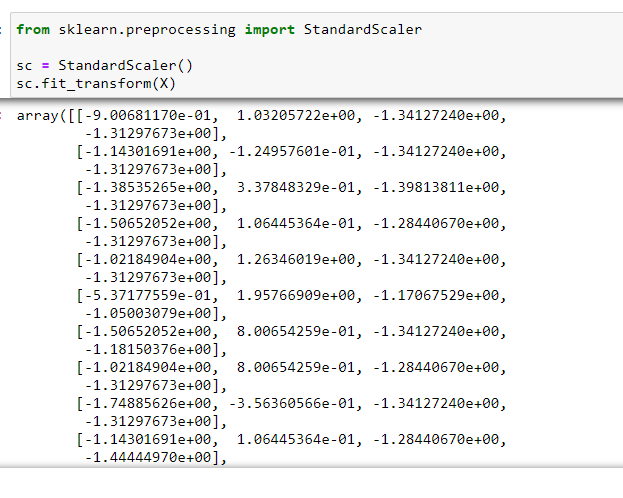 from sklearn.preprocessing import StandardScaler
sc = StandardScaler()
sc.fit_transform(X)
array([[-9.00681170e-01, 1.03205722e+00, -1.34127240e+00,
-1.31297673e+00],
[-1.14301691e+00, -1.24957601e-01, -1.34127240e+00,
-1.31297673e+00],
[-1.38535265e+00, 3.37848329e-01, -1.39813811e+00,
-1.31297673e+00],
[-1.50652052e+00, 1.06445364e-01, -1.28440670e+00,
-1.31297673e+00],
[-1.02184904e+00, 1.26346019e+00, -1.34127240e+00,
-1.31297673e+00],
[-5.37177559e-01, 1.95766909e+00, -1.17067529e+00,
-1.05003079e+00],
[-1.50652052e+00, 8.00654259e-01, -1.34127240e+00,
-1.18150376e+00],
[-1.02184904e+00, 8.00654259e-01, -1.28440670e+00,
-1.31297673e+00],
[-1.74885626e+00, -3.56360566e-01, -1.34127240e+00,
-1.31297673e+00],
[-1.14301691e+00, 1.06445364e-01, -1.28440670e+00,
-1.44444970e+00],